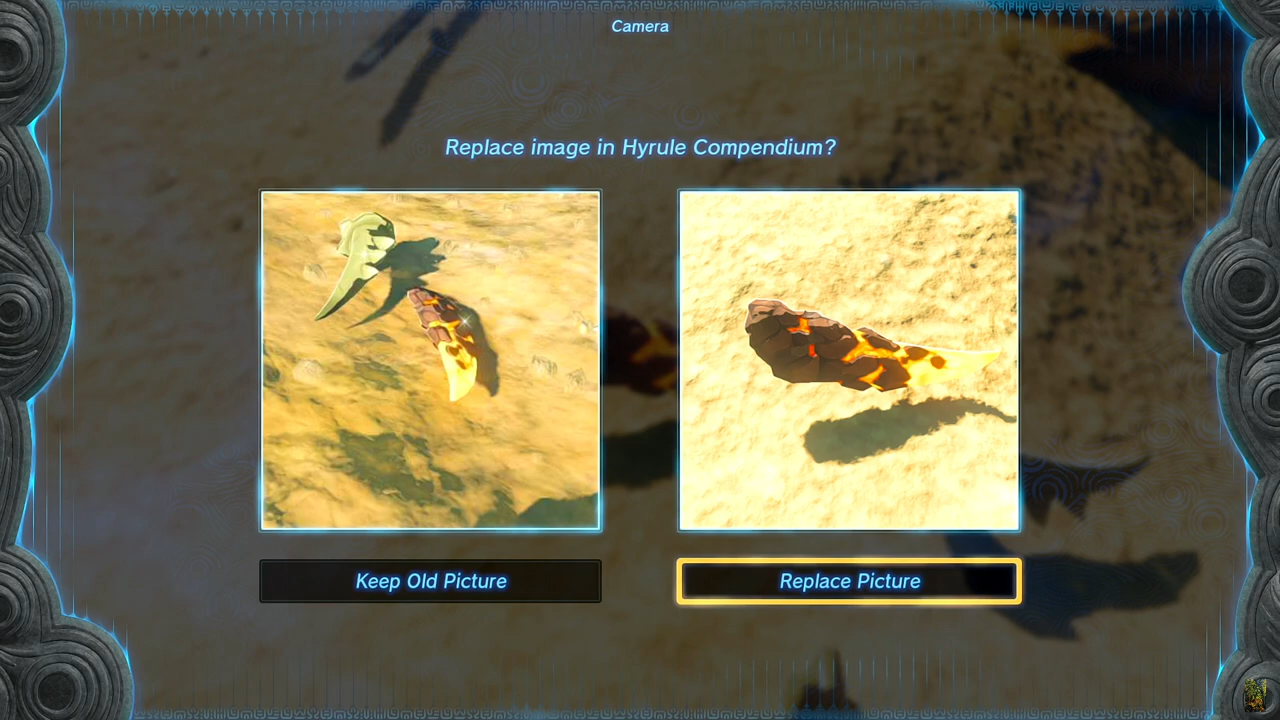 Camera
Replace image in Hyrule Compendium?
Keep Old Picture
Replace Picture